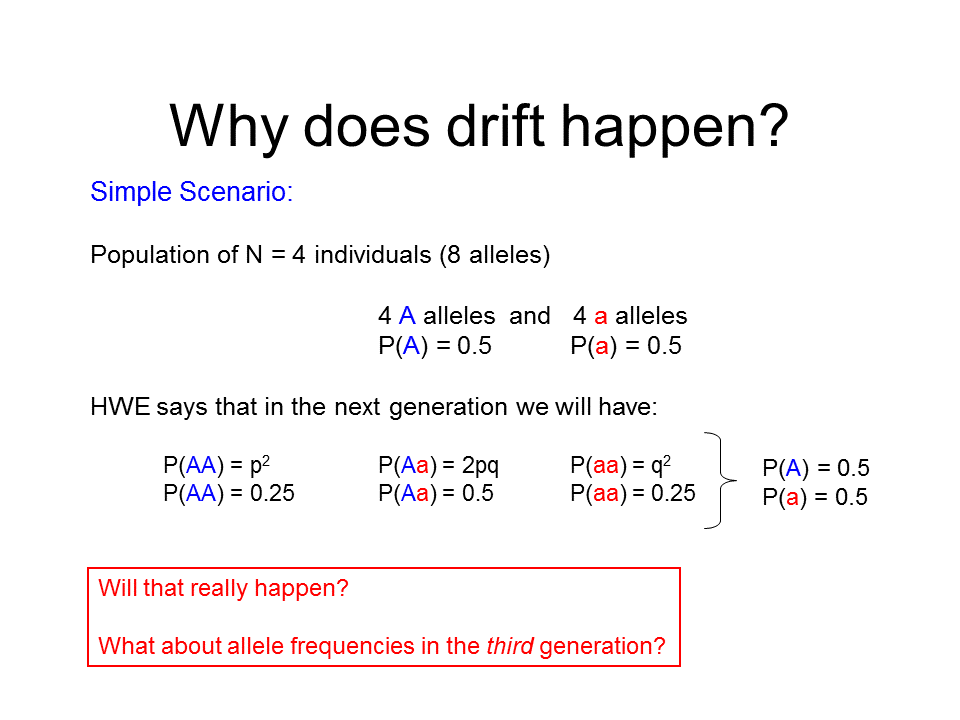 Why does drift happen?
Simple Scenario:
Population of N = 4 individuals (8 alleles)
4 A alleles and 4 a alleles
P(A) = 0.5 P(a) = 0.5
HWE says that in the next generation we will have:
P(AA) = p² P(Aa) = 2pq P(aa) = q²
P(AA) = 0.25 P(Aa) = 0.5 P(aa) = 0.25
P(A) = 0.5
P(a) = 0.5
Will that really happen?
What about allele frequencies in the third generation?